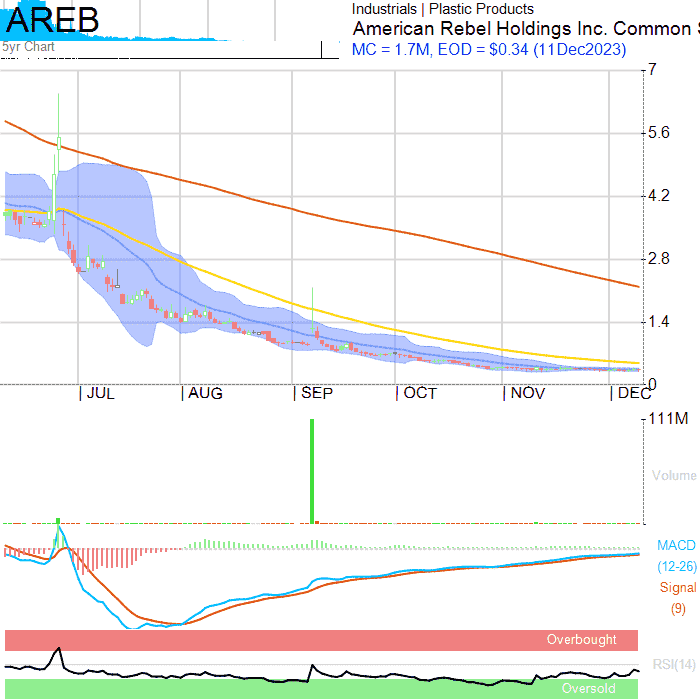 AREB
5yr Chart
Industrials | Plastic Products
American Rebel Holdings Inc. Common
MC = 1.7M, EOD = $0.34 (11Dec2023)
7
5.6
4.2
2.8
1.4
0
JUL AUG SEP OCT NOV DEC
111M
Volume
MACD
(12-26)
Signal
(9)
Overbought
RSI(14)
Oversold